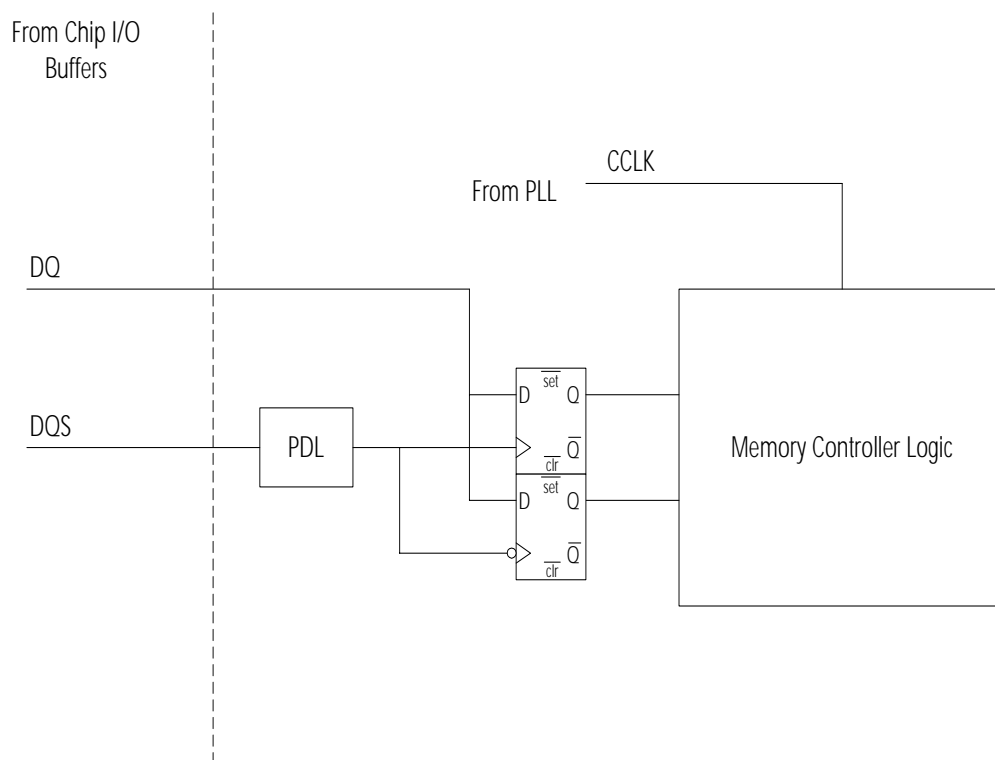 From Chip I/O
Buffers
CCLK
From PLL
DQ
set
D Q
Q
clr
DQS
PDL
Memory Controller Logic
set
D Q
Q
clr